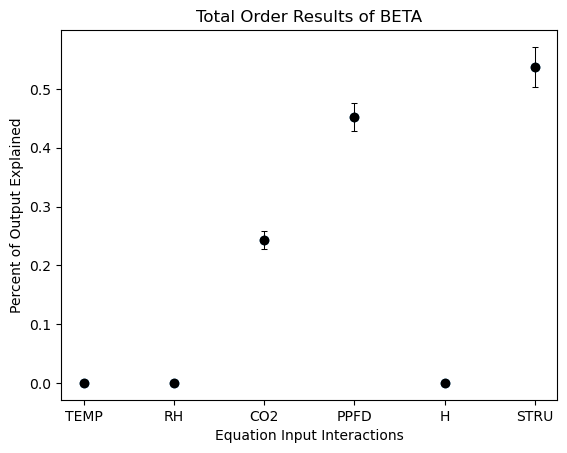 Total Order Results of BETA
Percent of Output Explained
0.5
0.4
0.3
0.2
0.1
0.0
TEMP RH CO2 PPFD H STRU
Equation Input Interactions